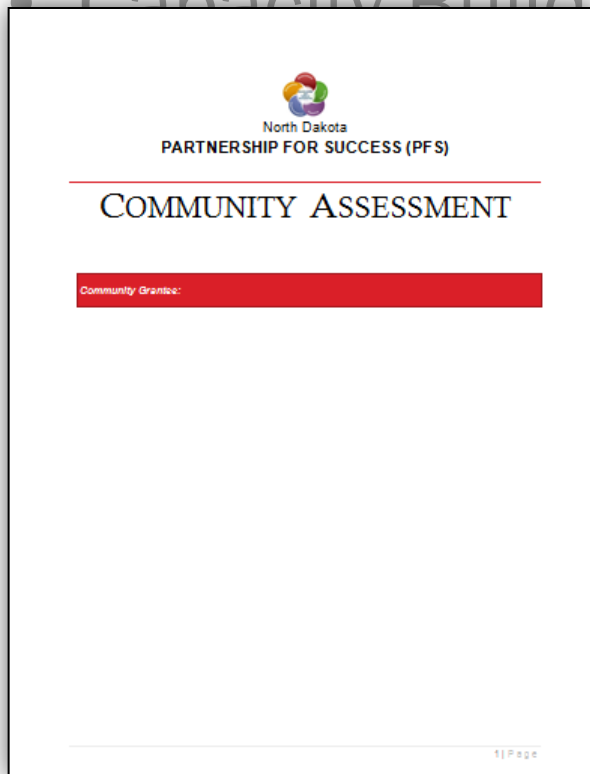 North Dakota
PARTNERSHIP FOR SUCCESS (PFS)
COMMUNITY ASSESSMENT
Community Grantee:
1 | Page